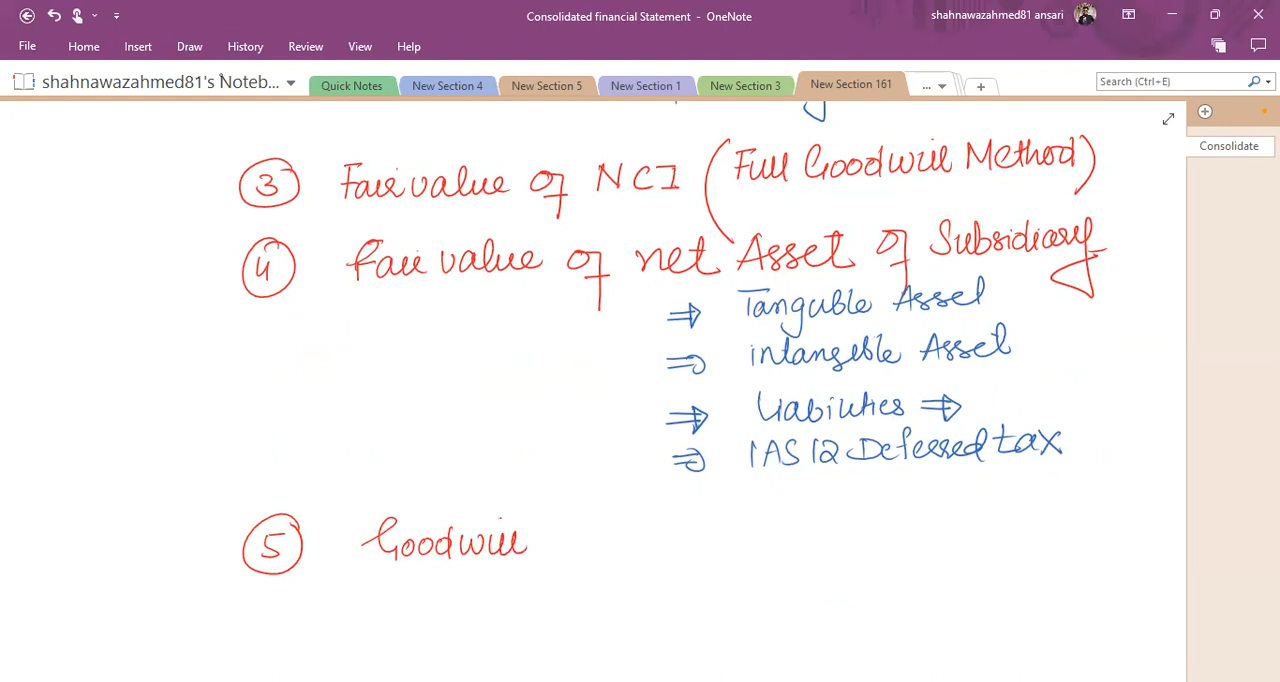 Consolidated financial Statement - OneNote
shahnawazahmed81 ansari
File Home Insert Draw History Review View Help
shahnawazahmed81's Noteb... Quick Notes New Section 4 New Section 5 New Section 1 New Section 3 New Section 161 ... + Search (Ctrl+E)
Consolidate
3 Fair value of NCI (Full Goodwill Method)
4 fair value of net Asset of Subsidiary
⇒ Tangible Asset
⇒ intangible Asset
⇒ Liabilities ⇒
⇒ IAS 12 Deferred tax
5 Goodwill